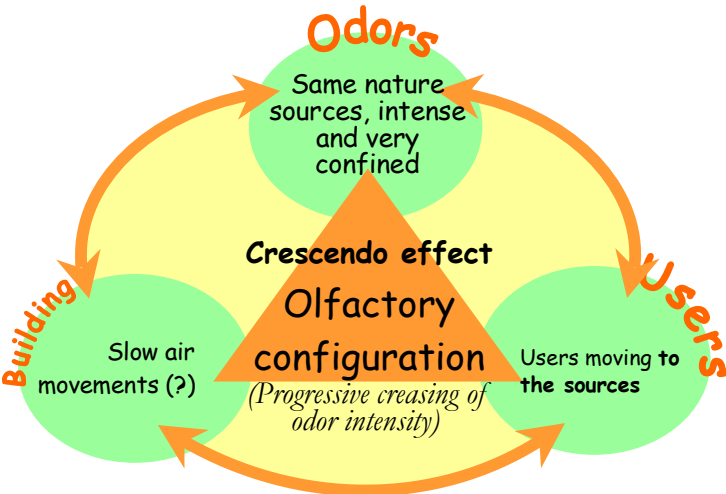 Odors
Same nature
sources, intense
and very
confined
Crescendo effect
Olfactory
configuration
(Progressive creasing of
odor intensity)
Building
Slow air
movements (?)
Users
Users moving to
the sources